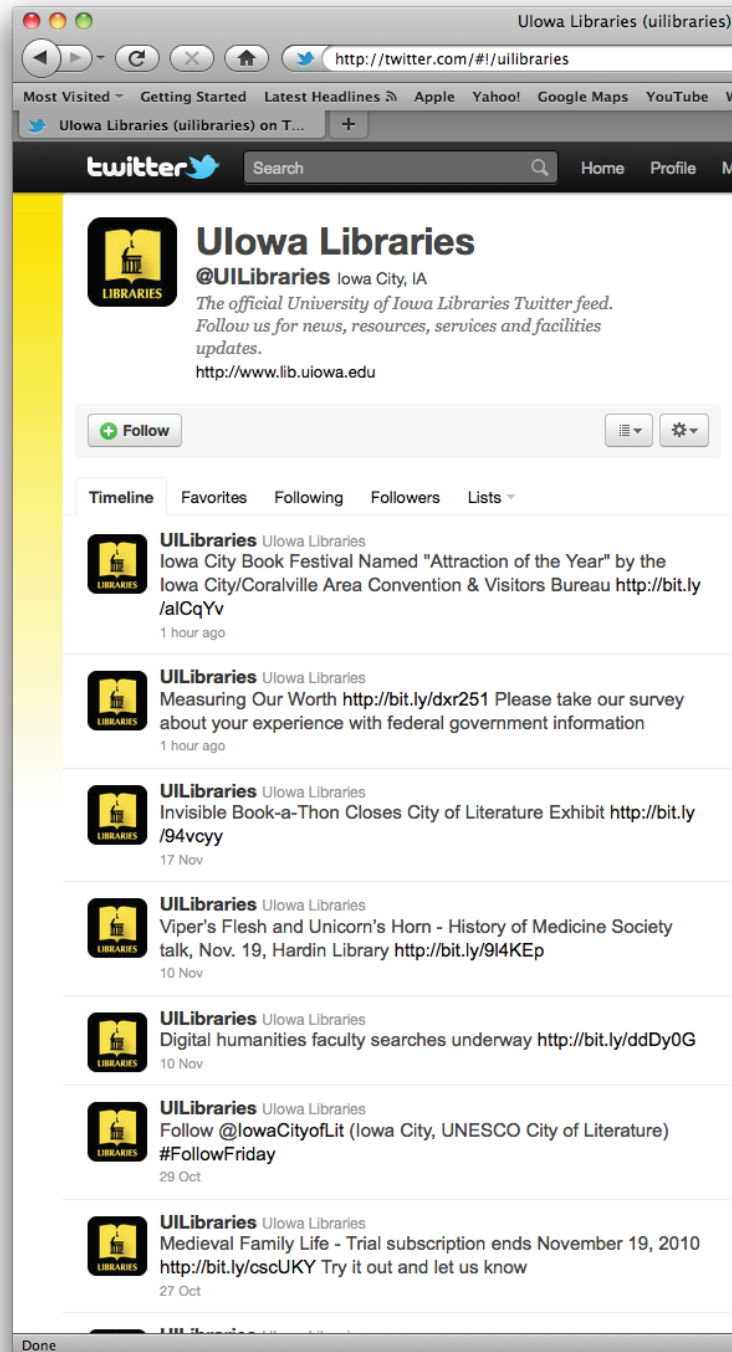 UIowa Libraries (uilibraries)
http://twitter.com/#!/uilibraries
Most Visited Getting Started Latest Headlines Apple Yahoo! Google Maps YouTube W
UIowa Libraries (uilibraries) on T... +
twitter Search Home Profile M
LIBRARIES
UIowa Libraries
@UILibraries Iowa City, IA
The official University of Iowa Libraries Twitter feed.
Follow us for news, resources, services and facilities
updates.
http://www.lib.uiowa.edu
Follow
Timeline Favorites Following Followers Lists
LIBRARIES
UILibraries UIowa Libraries
Iowa City Book Festival Named "Attraction of the Year" by the
Iowa City/Coralville Area Convention & Visitors Bureau http://bit.ly
/alCqYv
1 hour ago
LIBRARIES
UILibraries UIowa Libraries
Measuring Our Worth http://bit.ly/dxr251 Please take our survey
about your experience with federal government information
1 hour ago
LIBRARIES
UILibraries UIowa Libraries
Invisible Book-a-Thon Closes City of Literature Exhibit http://bit.ly
/94vcyy
17 Nov
LIBRARIES
UILibraries UIowa Libraries
Viper's Flesh and Unicorn's Horn - History of Medicine Society
talk, Nov. 19, Hardin Library http://bit.ly/9l4KEp
10 Nov
LIBRARIES
UILibraries UIowa Libraries
Digital humanities faculty searches underway http://bit.ly/ddDy0G
10 Nov
LIBRARIES
UILibraries UIowa Libraries
Follow @IowaCityofLit (Iowa City, UNESCO City of Literature)
#FollowFriday
29 Oct
LIBRARIES
UILibraries UIowa Libraries
Medieval Family Life - Trial subscription ends November 19, 2010
http://bit.ly/cscUKY Try it out and let us know
27 Oct
UILibraries UIowa Libraries
Done